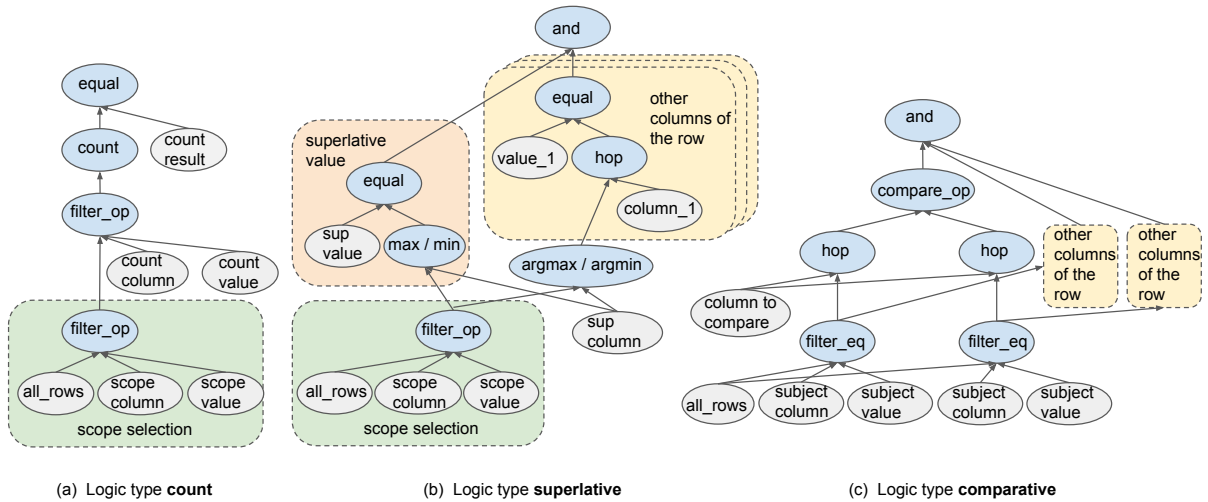 equal
count
count
result
filter_op
count
column
count
value
filter_op
all_rows
scope
column
scope
value
scope selection
(a) Logic type count
and
superlative
value
equal
sup
value
max / min
equal
other
columns of
the row
value_1
hop
column_1
argmax / argmin
sup
column
filter_op
all_rows
scope
column
scope
value
scope selection
(b) Logic type superlative
and
compare_op
hop
hop
other
columns
of the
row
other
columns
of the
row
column to
compare
filter_eq
filter_eq
all_rows
subject
column
subject
value
subject
column
subject
value
(c) Logic type comparative